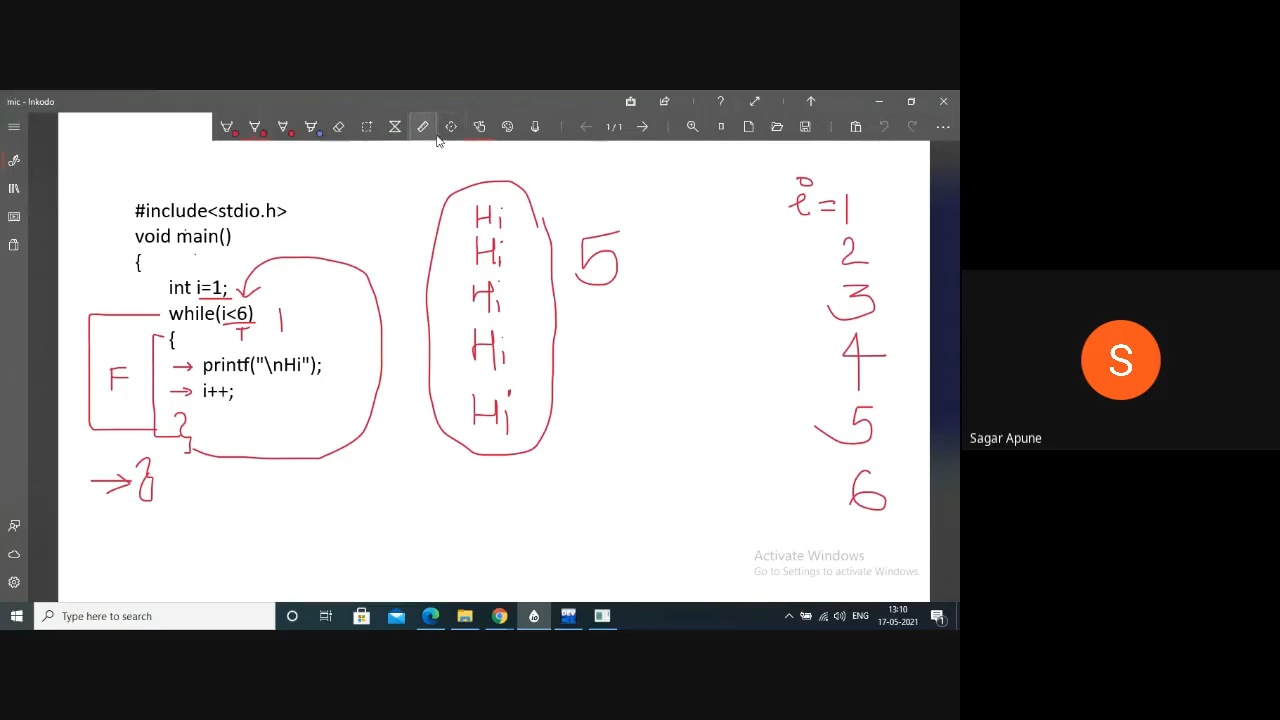 mic - Inkodo
1/1
#include<stdio.h>
void main()
{
int i=1;
while(i<6)
T
1
{
printf("\nHi");
i++;
}
F
}
Hi
Hi
Hi
Hi
Hi
5
i=1
2
3
4
5
6
S
Sagar Apune
Activate Windows
Go to Settings to activate Windows.
Type here to search
DEV
ENG
13:10
17-05-2021
1